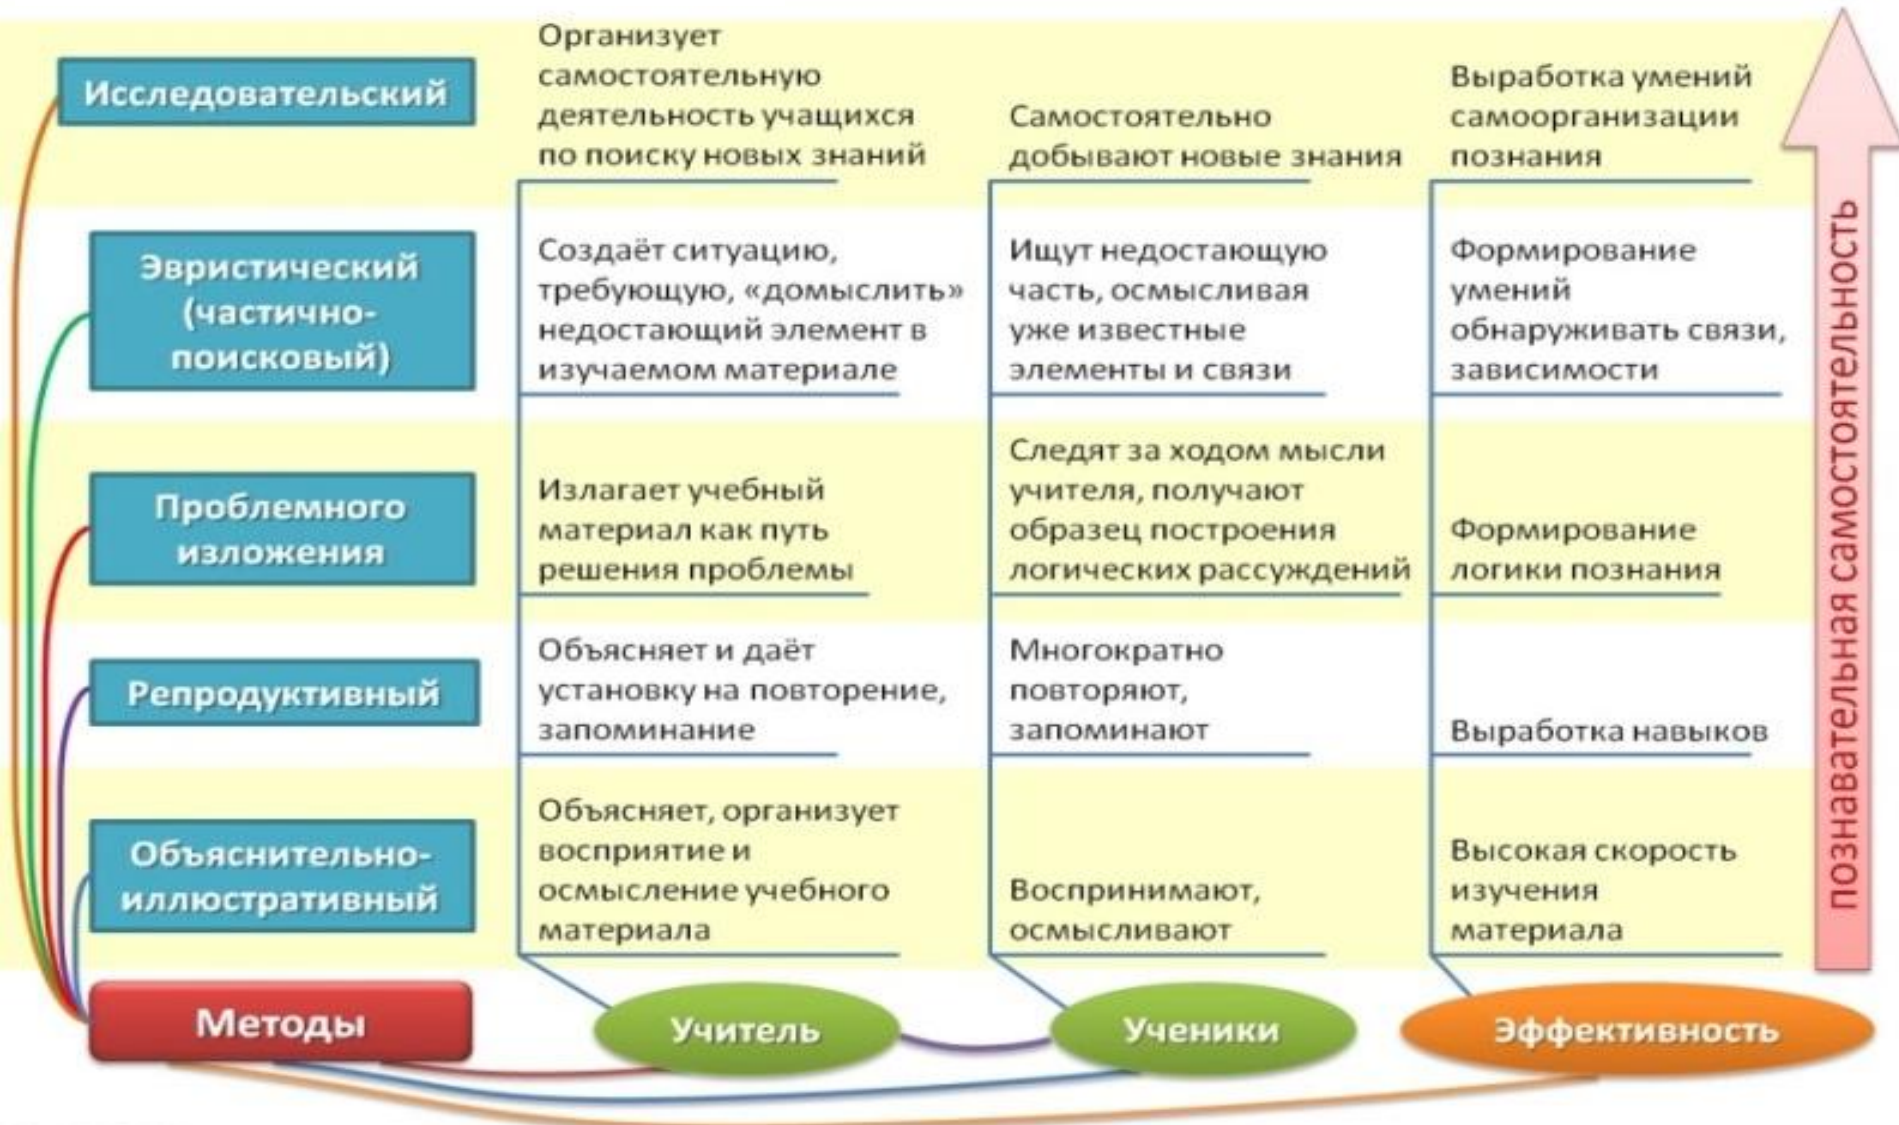 Исследовательский
Организует
самостоятельную
деятельность учащихся
по поиску новых знаний
Самостоятельно
добывают новые знания
Выработка умений
самоорганизации
познания
Эвристический
(частично-
поисковый)
Создаёт ситуацию,
требующую, «домыслить»
недостающий элемент в
изучаемом материале
Ищут недостающую
часть, осмысливая
уже известные
элементы и связи
Формирование
умений
обнаруживать связи,
зависимости
Проблемного
изложения
Излагает учебный
материал как путь
решения проблемы
Следят за ходом мысли
учителя, получают
образец построения
логических рассуждений
Формирование
логики познания
Репродуктивный
Объясняет и даёт
установку на повторение,
запоминание
Многократно
повторяют,
запоминают
Выработка навыков
Объяснительно-
иллюстративный
Объясняет, организует
восприятие и
осмысление учебного
материала
Воспринимают,
осмысливают
Высокая скорость
изучения
материала
познавательная самостоятельность
Методы
Учитель
Ученики
Эффективность